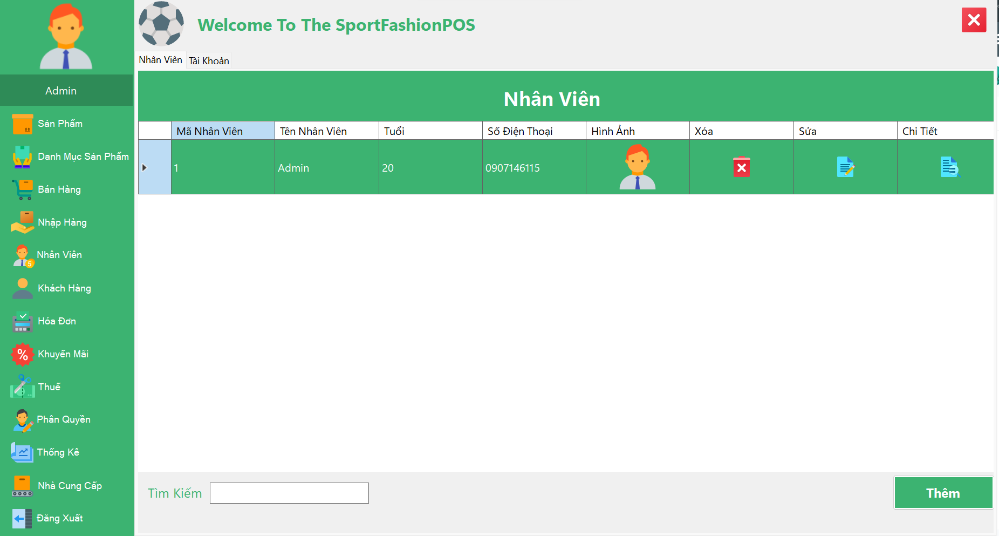 Welcome To The SportFashionPOS
Nhân Viên
Tài Khoản
Admin
Sản Phẩm
Danh Mục Sản Phẩm
Bán Hàng
Nhập Hàng
Nhân Viên
Khách Hàng
Hóa Đơn
Khuyến Mãi
Thuế
Phân Quyền
Thống Kê
Nhà Cung Cấp
Đăng Xuất
Nhân Viên
Mã Nhân Viên Tên Nhân Viên Tuổi Số Điện Thoại Hình Ảnh Xóa Sửa Chi Tiết
1 Admin 20 0907146115
Tìm Kiếm
Thêm